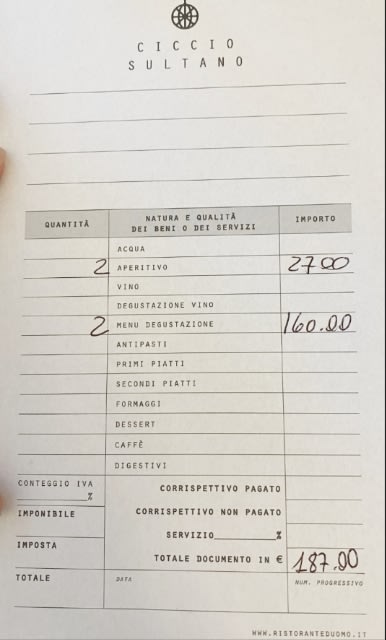 CICCIO
SULTANO
QUANTITÀ NATURA E QUALITÀ DEI BENI O DEI SERVIZI IMPORTO
ACQUA
2 APERITIVO 27 00
VINO
DEGUSTAZIONE VINO
2 MENU DEGUSTAZIONE 160.00
ANTIPASTI
PRIMI PIATTI
SECONDI PIATTI
FORMAGGI
DESSERT
CAFFÈ
DIGESTIVI
CONTEGGIO IVA
%
CORRISPETTIVO PAGATO
IMPONIBILE CORRISPETTIVO NON PAGATO
SERVIZIO %
IMPOSTA
TOTALE DOCUMENTO IN € 187.00
TOTALE DATA NUM. PROGRESSIVO
WWW.RISTORANTEDUOMO.IT